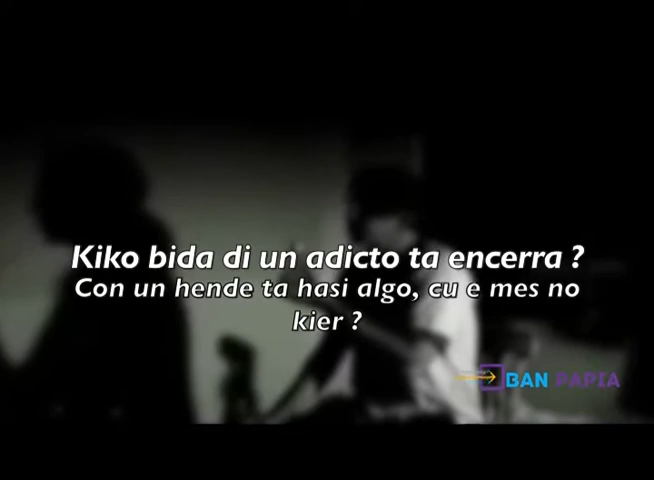 Kiko bida di un adicto ta encerra ?
Con un hende ta hasi algo, cu e mes no
kier ?
BAN PAPIA